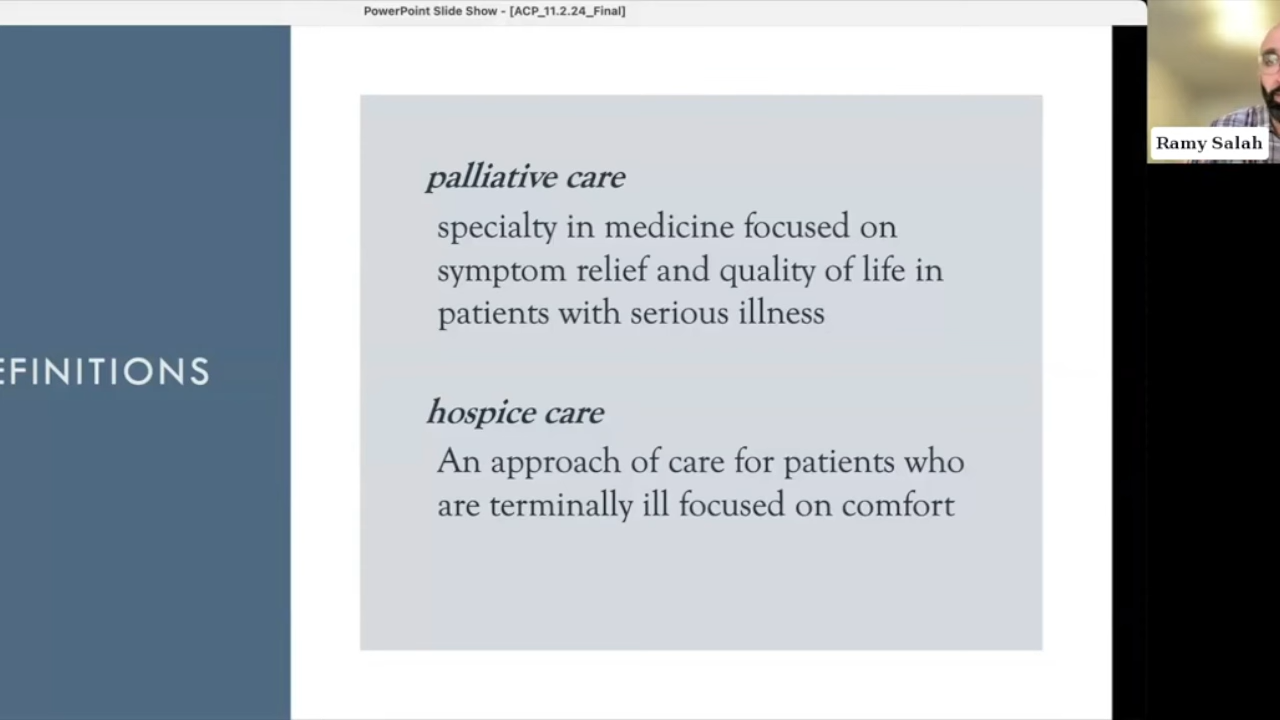 PowerPoint Slide Show - [ACP_11.2.24_Final]
Ramy Salah
EFINITIONS
palliative care
specialty in medicine focused on
symptom relief and quality of life in
patients with serious illness
hospice care
An approach of care for patients who
are terminally ill focused on comfort